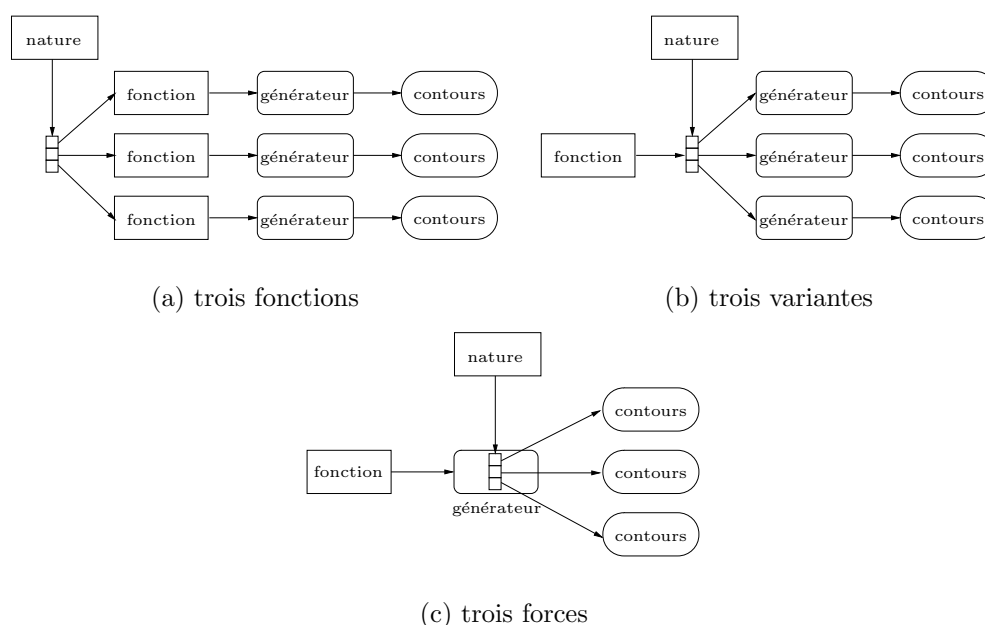 nature
fonction générateur contours
fonction générateur contours
fonction générateur contours
(a) trois fonctions
nature
générateur contours
fonction générateur contours
générateur contours
(b) trois variantes
nature
contours
fonction contours
générateur
contours
(c) trois forces